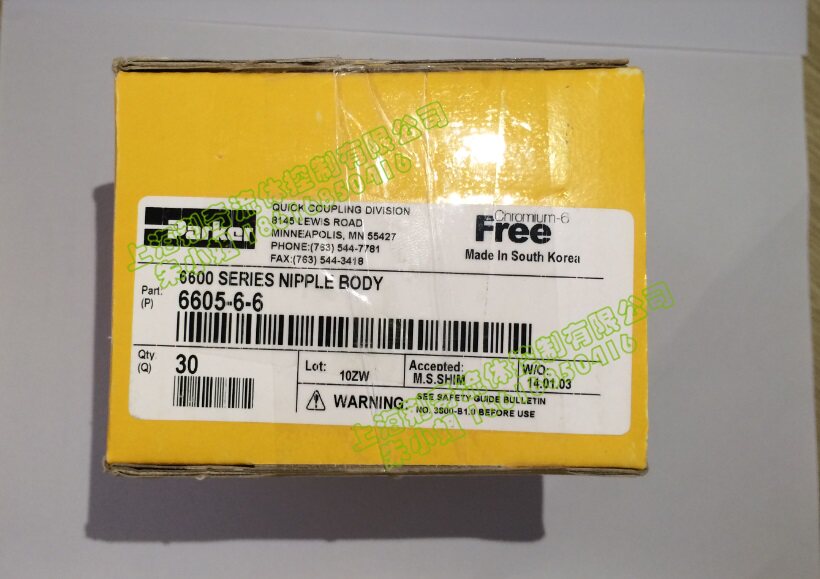 Parker
QUICK COUPLING DIVISION
8145 LEWIS ROAD
MINNEAPOLIS, MN 55427
PHONE:(763) 544-7781
FAX:(763) 544-3418
Chromium-6
Free
Made In South Korea
6600 SERIES NIPPLE BODY
Part.
(P)
6605-6-6
Qty
(Q)
30
Lot:
10ZW
Accepted:
M.S.SHIM
W/O:
14.01.03
WARNING:
SEE SAFETY GUIDE BULLETIN
NO. 3800-B1.0 BEFORE USE